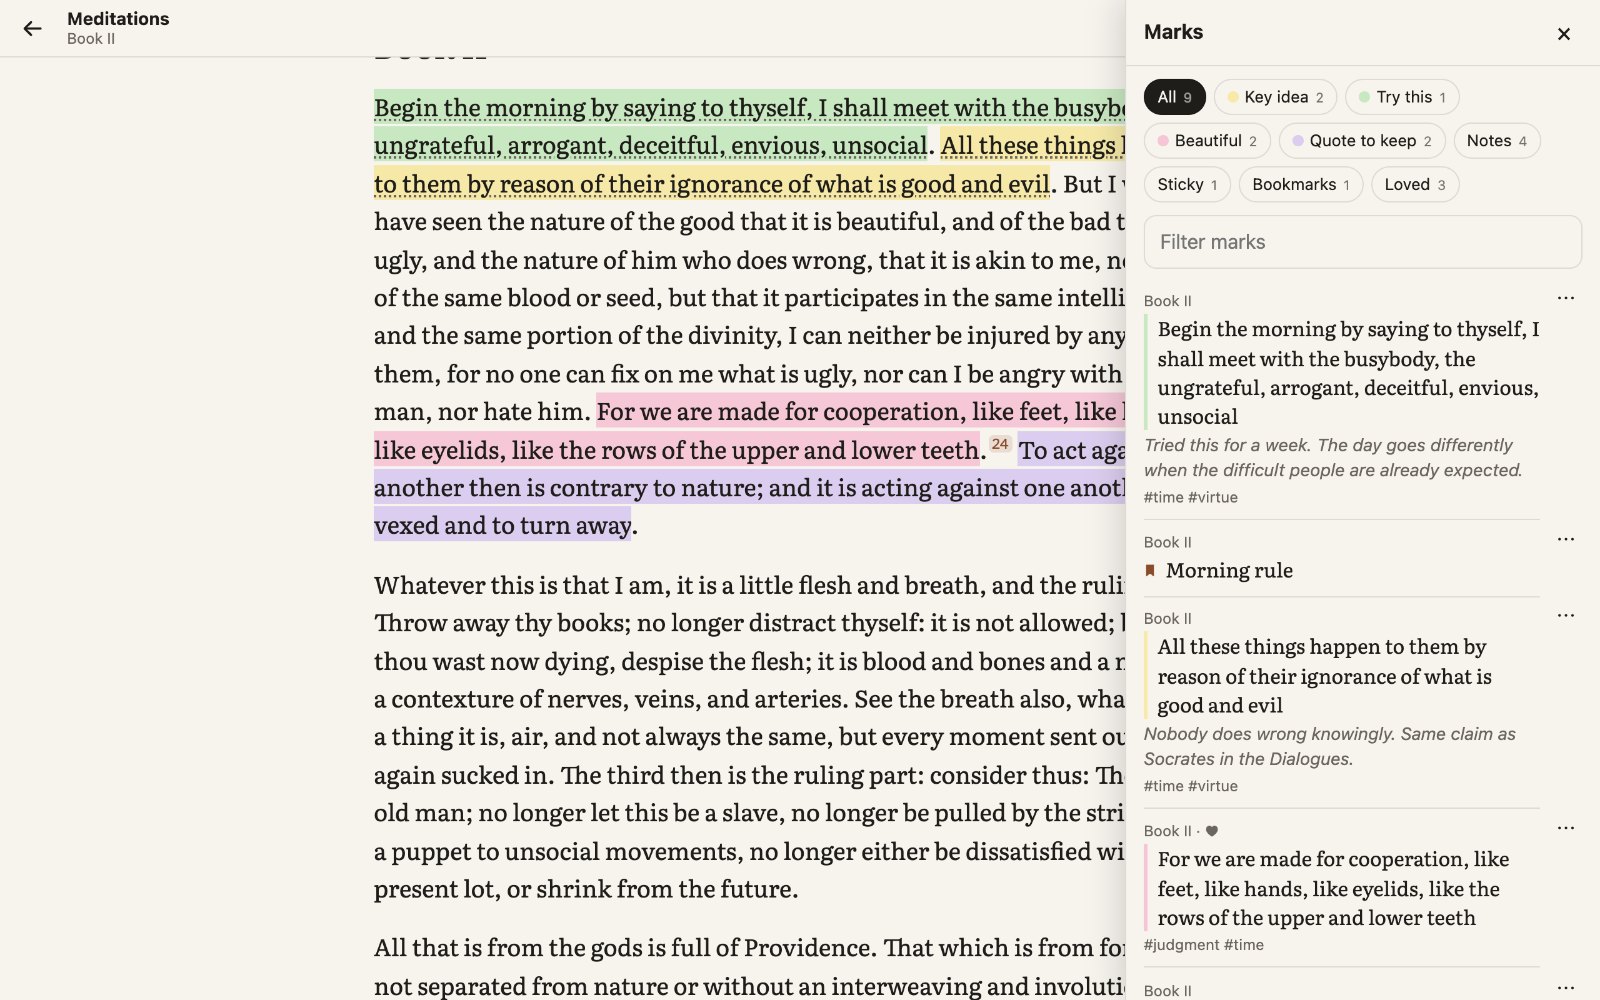 Meditations
Book II
Begin the morning by saying to thyself, I shall meet with the
ungrateful, arrogant, deceitful, envious, unsocial. All these things
to them by reason of their ignorance of what is good and evil. But I
have seen the nature of the good that it is beautiful, and of the bad
ugly, and the nature of him who does wrong, that it is akin to me,
of the same blood or seed, but that it participates in the same
and the same portion of the divinity, I can neither be injured by any
them, for no one can fix on me what is ugly, nor can I be angry with
man, nor hate him. For we are made for cooperation, like feet, like
like eyelids, like the rows of the upper and lower teeth. 24 To act
another then is contrary to nature; and it is acting against one
vexed and to turn away.
Whatever this is that I am, it is a little flesh and breath, and the
Throw away thy books; no longer distract thyself: it is not allowed;
thou wast now dying, despise the flesh; it is blood and bones and a
a contexture of nerves, veins, and arteries. See the breath also,
a thing it is, air, and not always the same, but every moment sent
again sucked in. The third then is the ruling part: consider thus:
old man; no longer let this be a slave, no longer be pulled by the
a puppet to unsocial movements, no longer either be dissatisfied
present lot, or shrink from the future.
All that is from the gods is full of Providence. That which is from
not separated from nature or without an interweaving and
Marks
All 9
Key idea 2
Try this 1
Beautiful 2
Quote to keep 2
Notes 4
Sticky 1
Bookmarks 1
Loved 3
Filter marks
Book II
Begin the morning by saying to thyself, I
shall meet with the busybody, the
ungrateful, arrogant, deceitful, envious,
unsocial
Tried this for a week. The day goes differently
when the difficult people are already expected.
#time #virtue
Book II
Morning rule
Book II
All these things happen to them by
reason of their ignorance of what is
good and evil
Nobody does wrong knowingly. Same claim as
Socrates in the Dialogues.
#time #virtue
Book II ·
For we are made for cooperation, like
feet, like hands, like eyelids, like the
rows of the upper and lower teeth
#judgment #time
Book II